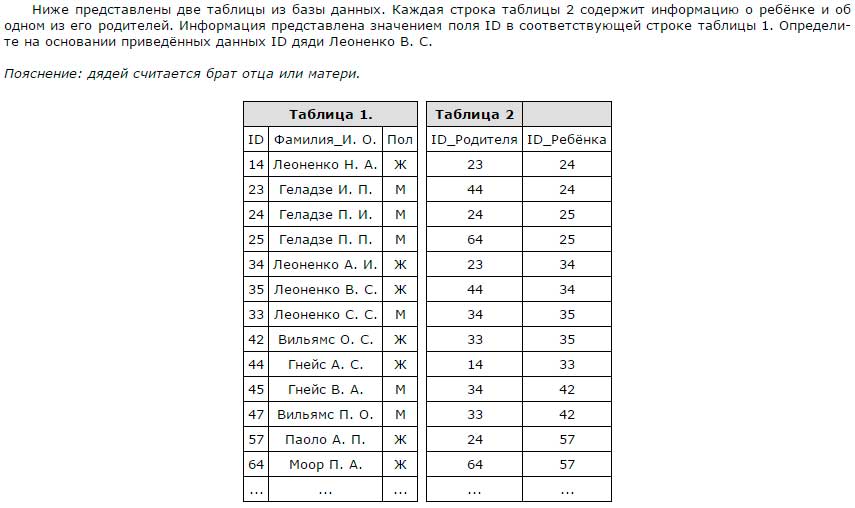 Ниже представлены две таблицы из базы данных. Каждая строка таблицы 2 содержит информацию о ребёнке и об
одном из его родителей. Информация представлена значением поля ID в соответствующей строке таблицы 1. Определи-
те на основании приведённых данных ID дяди Леоненко В. С.
Пояснение: дядей считается брат отца или матери.
Таблица 1. Таблица 2
ID Фамилия_И. О. Пол ID_Родителя ID_Ребёнка
14 Леоненко Н. А. Ж 23 24
23 Геладзе И. П. М 44 24
24 Геладзе П. И. М 24 25
25 Геладзе П. П. М 64 25
34 Леоненко А. И. Ж 23 34
35 Леоненко В. С. Ж 44 34
33 Леоненко С. С. М 34 35
42 Вильямс О. С. Ж 33 35
44 Гнейс А. С. Ж 14 33
45 Гнейс В. А. М 34 42
47 Вильямс П. О. М 33 42
57 Паоло А. П. Ж 24 57
64 Моор П. А. Ж 64 57
... ... ... ... ...